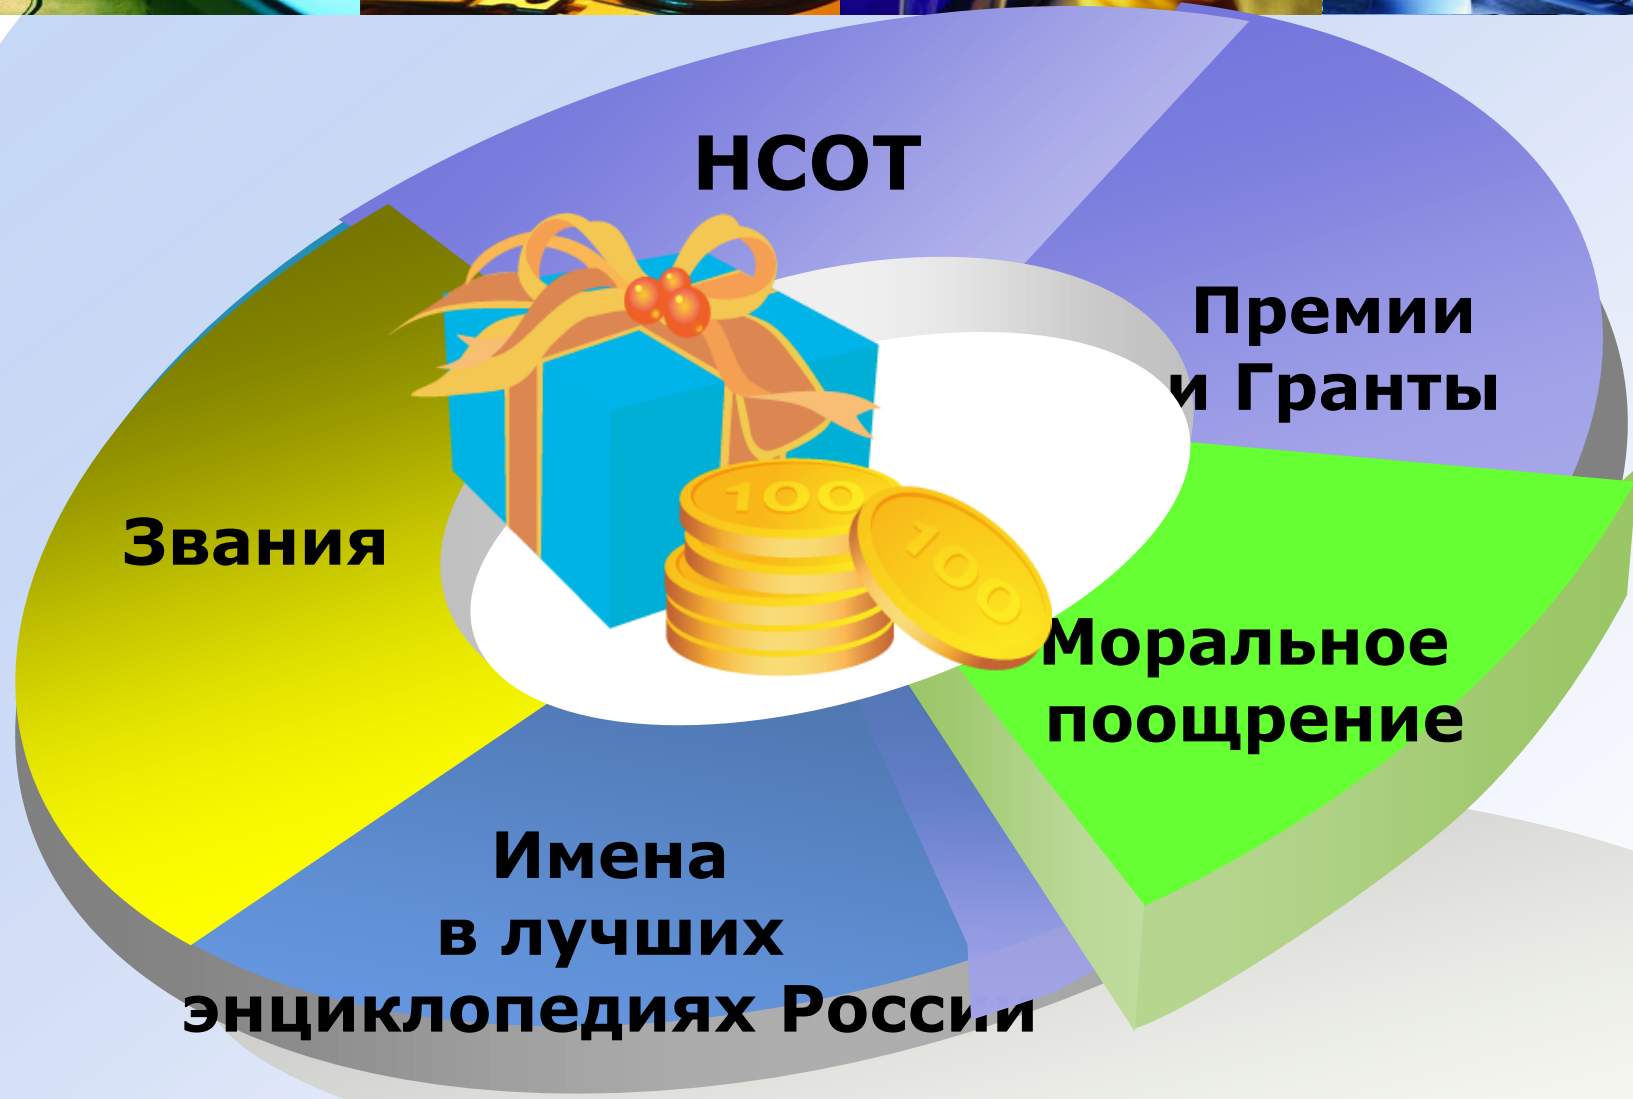 НСОТ
Премии
и Гранты
Звания
100
100
Моральное
поощрение
Имена
в лучших
энциклопедиях России